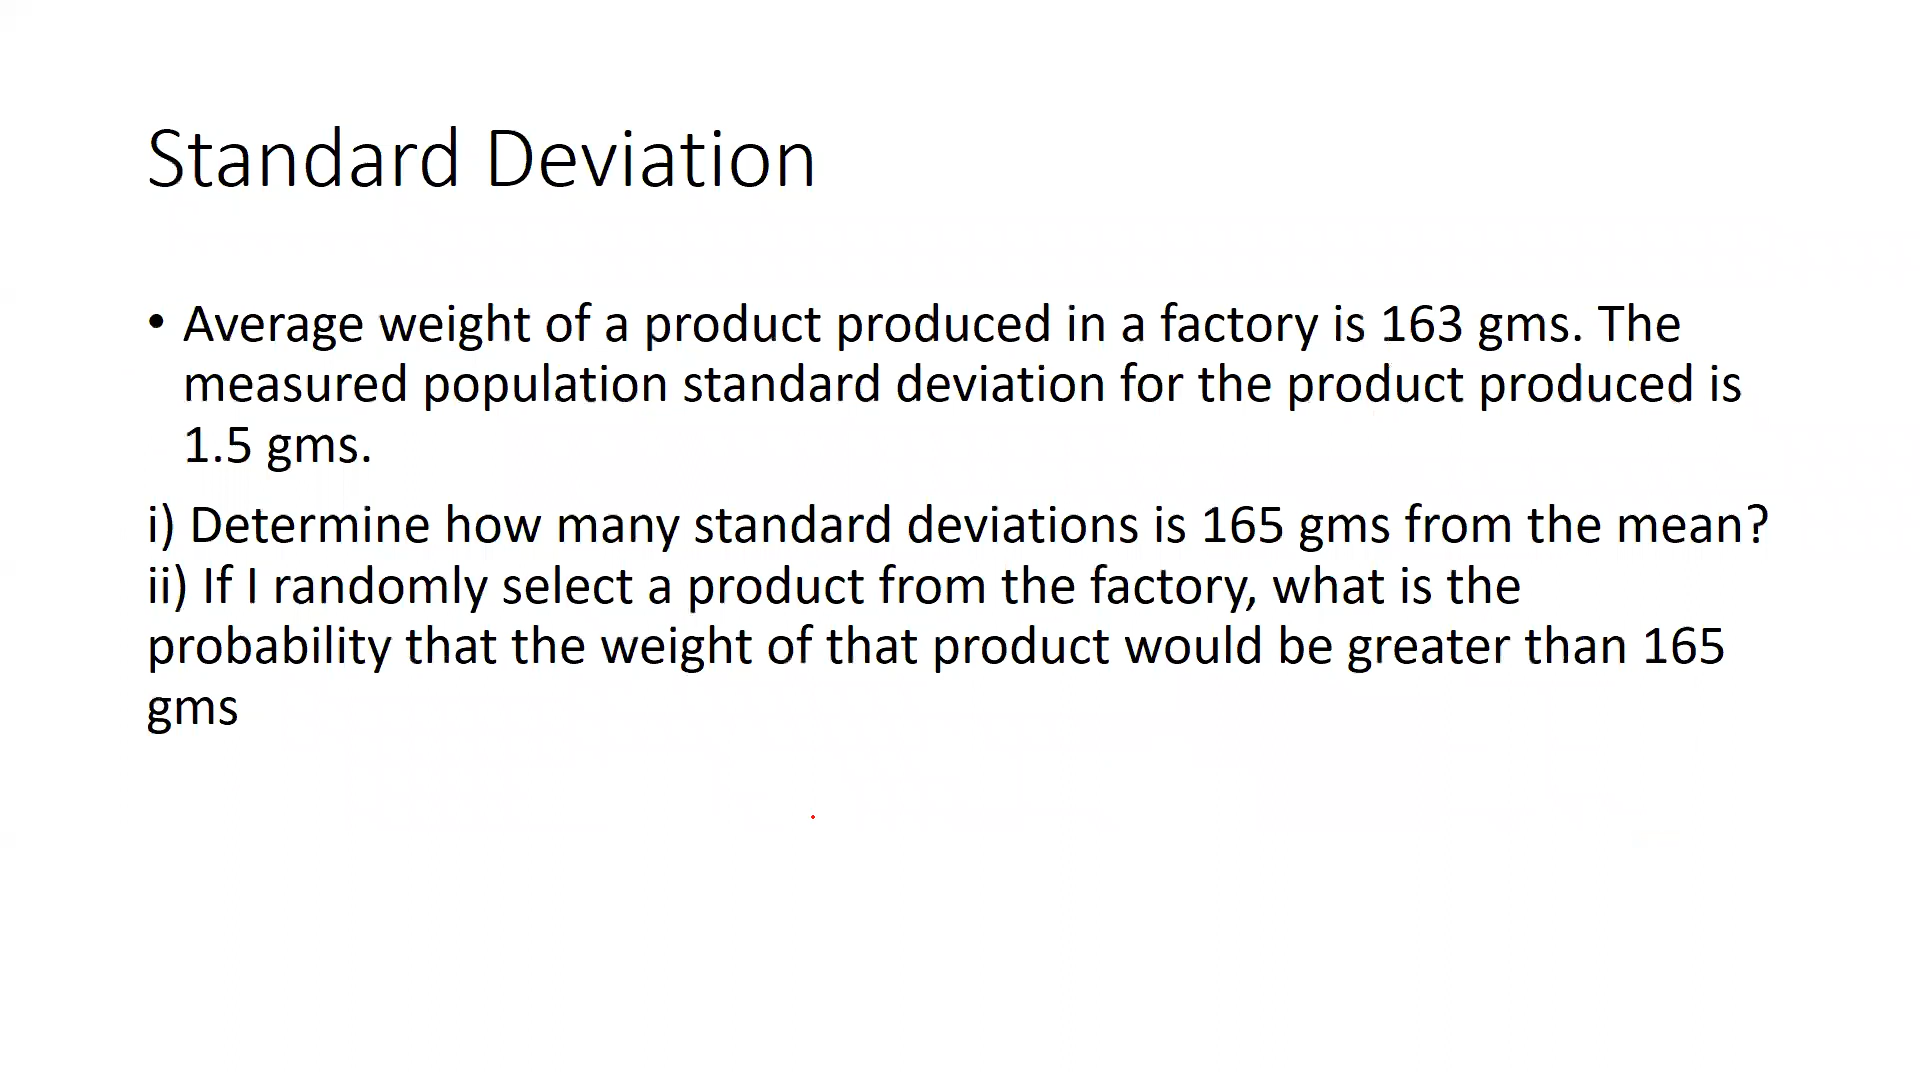 Standard Deviation
• Average weight of a product produced in a factory is 163 gms. The
measured population standard deviation for the product produced is
1.5 gms.
i) Determine how many standard deviations is 165 gms from the mean?
ii) If I randomly select a product from the factory, what is the
probability that the weight of that product would be greater than 165
gms